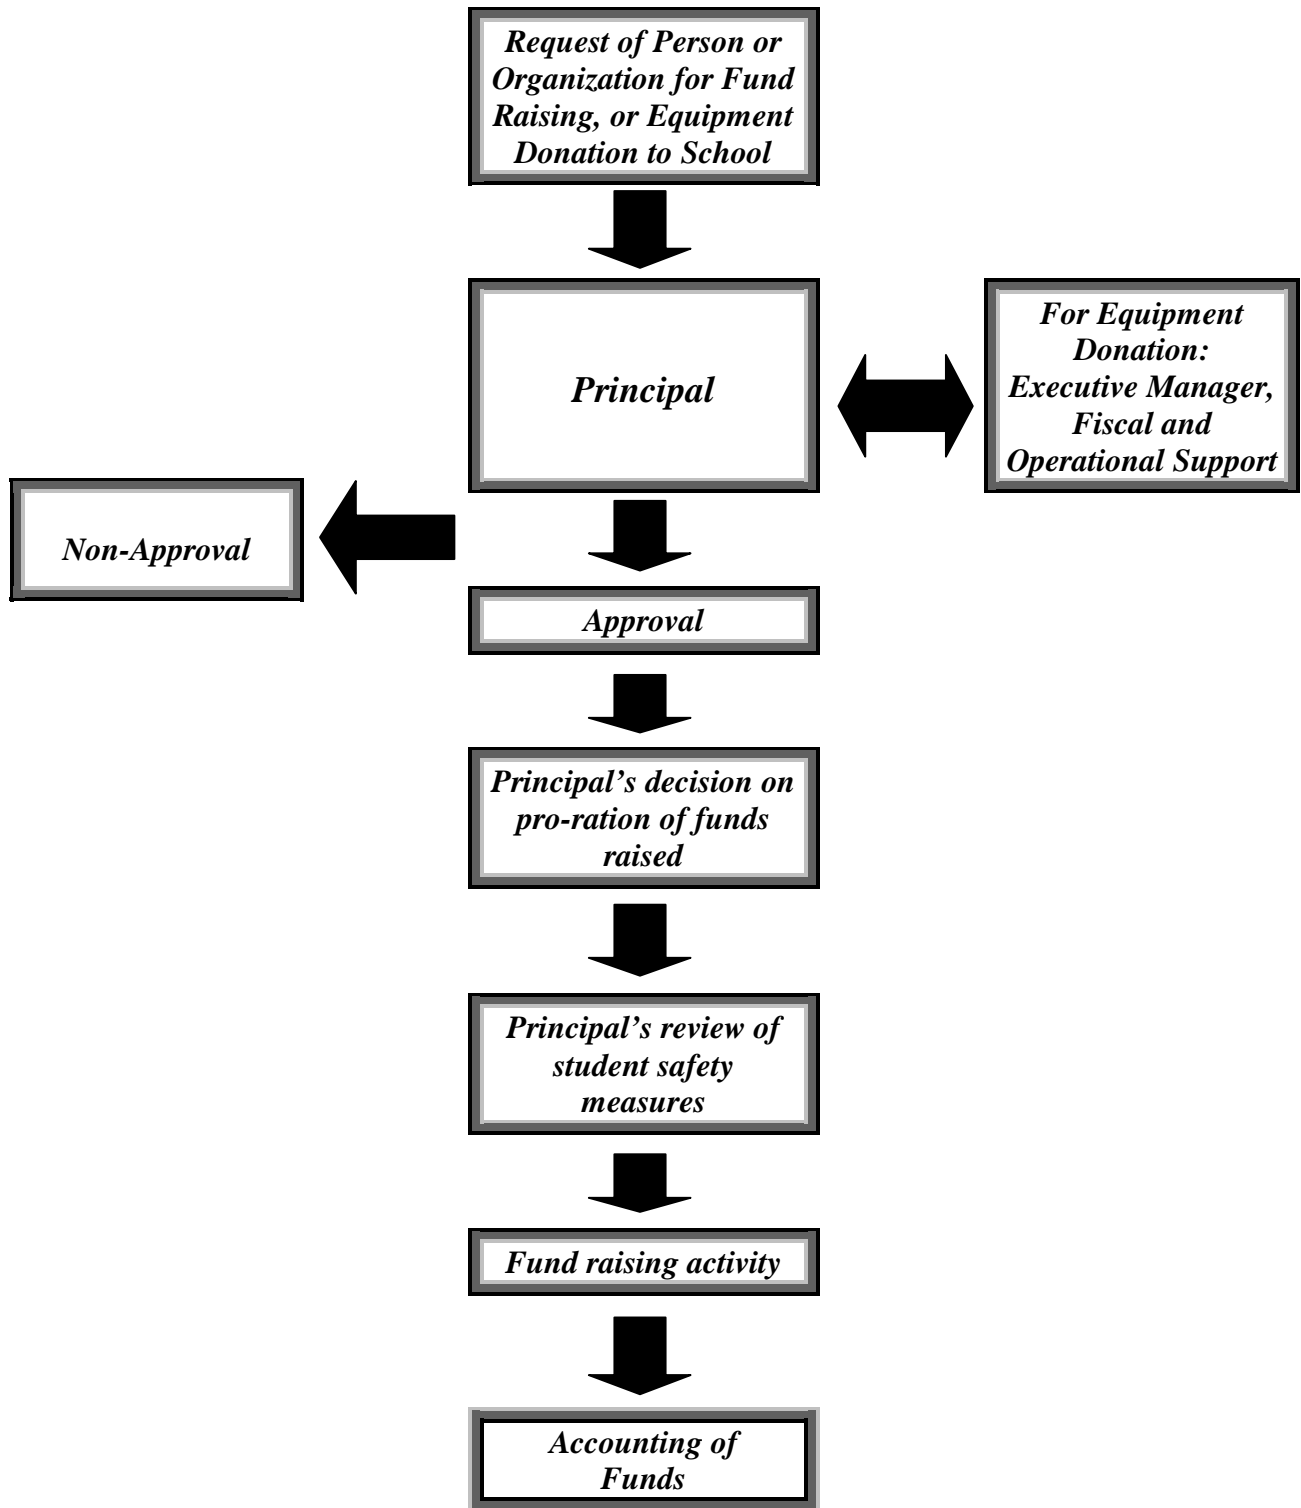 Request of Person or
Organization for Fund
Raising, or Equipment
Donation to School
Principal
For Equipment
Donation:
Executive Manager,
Fiscal and
Operational Support
Non-Approval
Approval
Principal’s decision on
pro-ration of funds
raised
Principal’s review of
student safety
measures
Fund raising activity
Accounting of
Funds